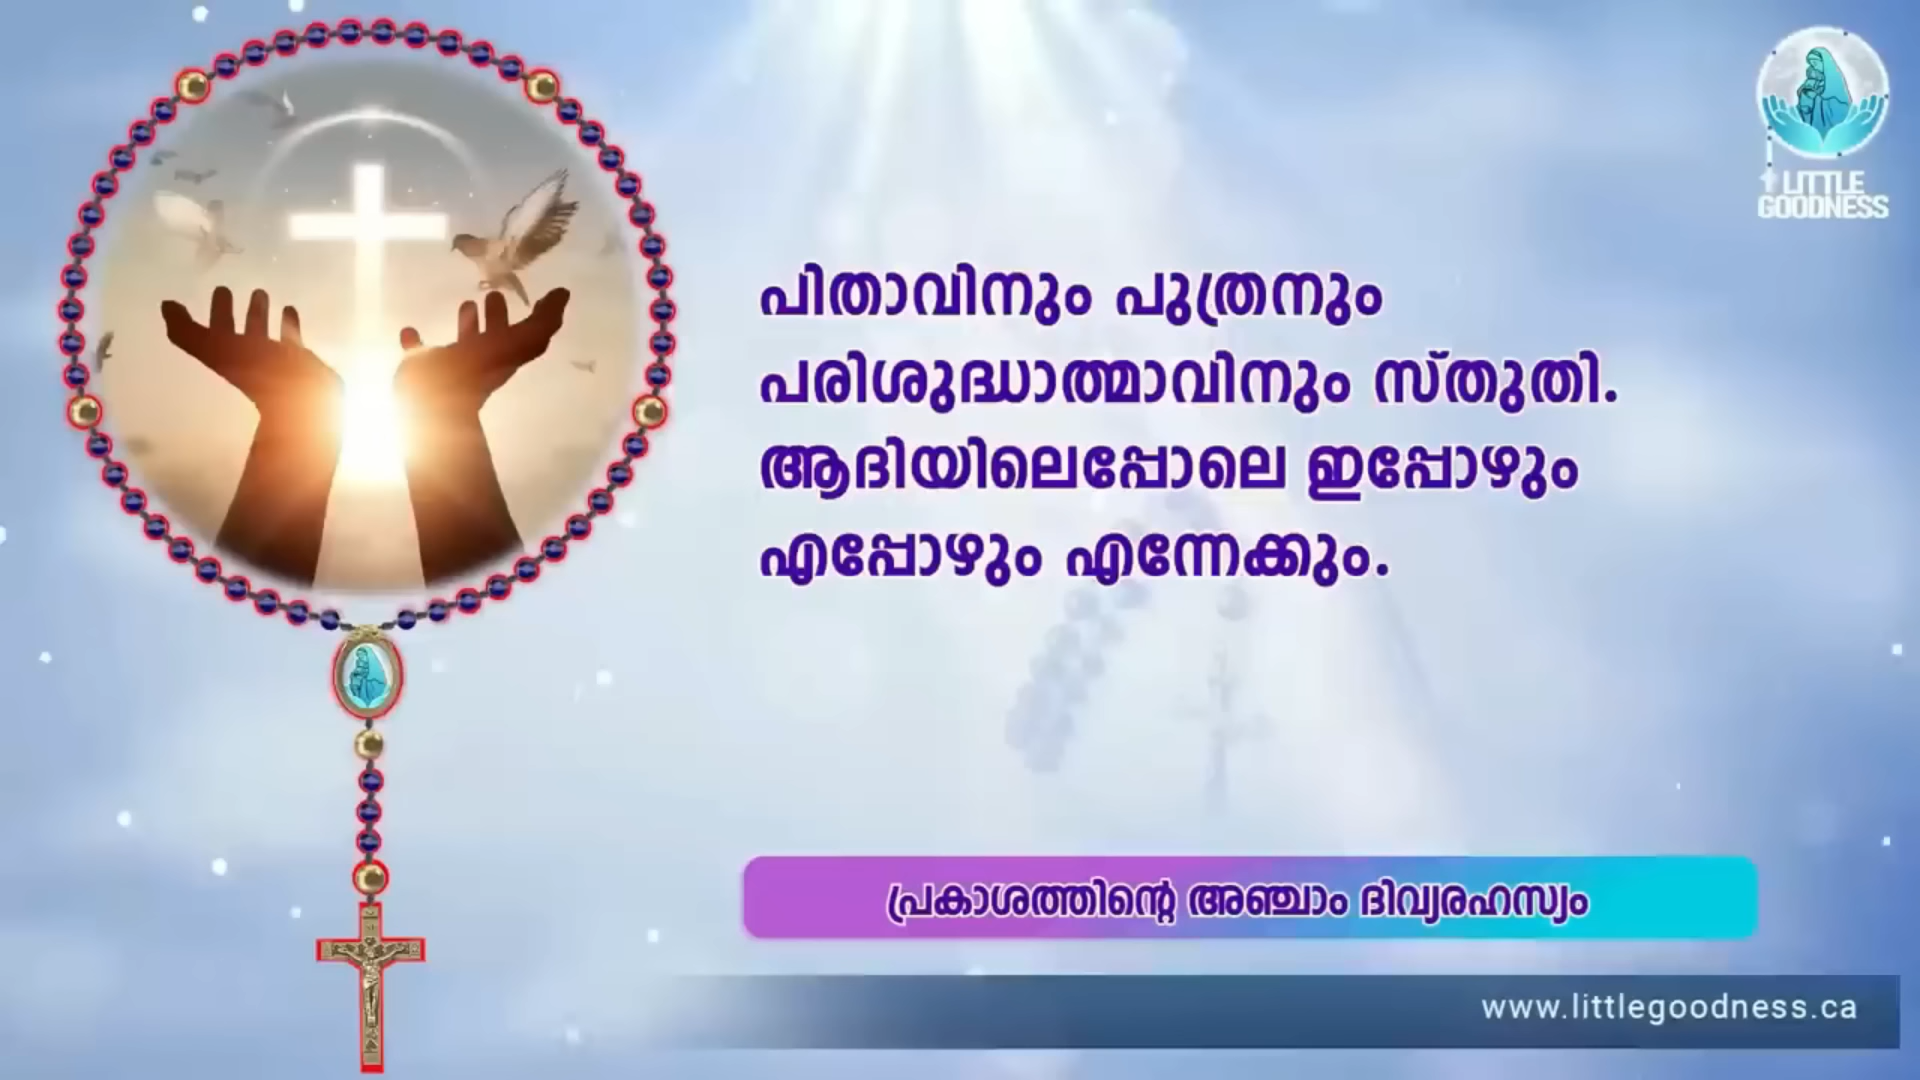 LITTLE
GOODNESS
പിതാവിനും പുത്രനും
പരിശുദ്ധാത്മാവിനും സ്തുതി.
ആദിയിലെപ്പോലെ ഇപ്പോഴും
എപ്പോഴും എന്നേക്കും.
പ്രകാശത്തിന്റെ അഞ്ചാം ദിവ്യരഹസ്യം
www.littlegoodness.ca